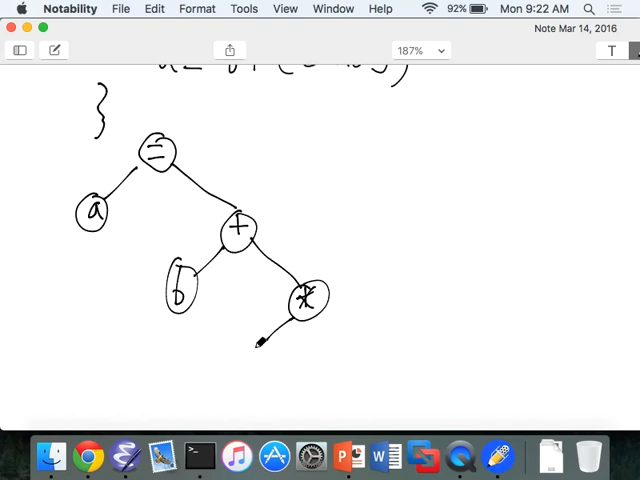 Notability File Edit Format Tools View Window Help 92% Mon 9:22 AM
Note Mar 14, 2016
187% T
}
=
a
+
b
*